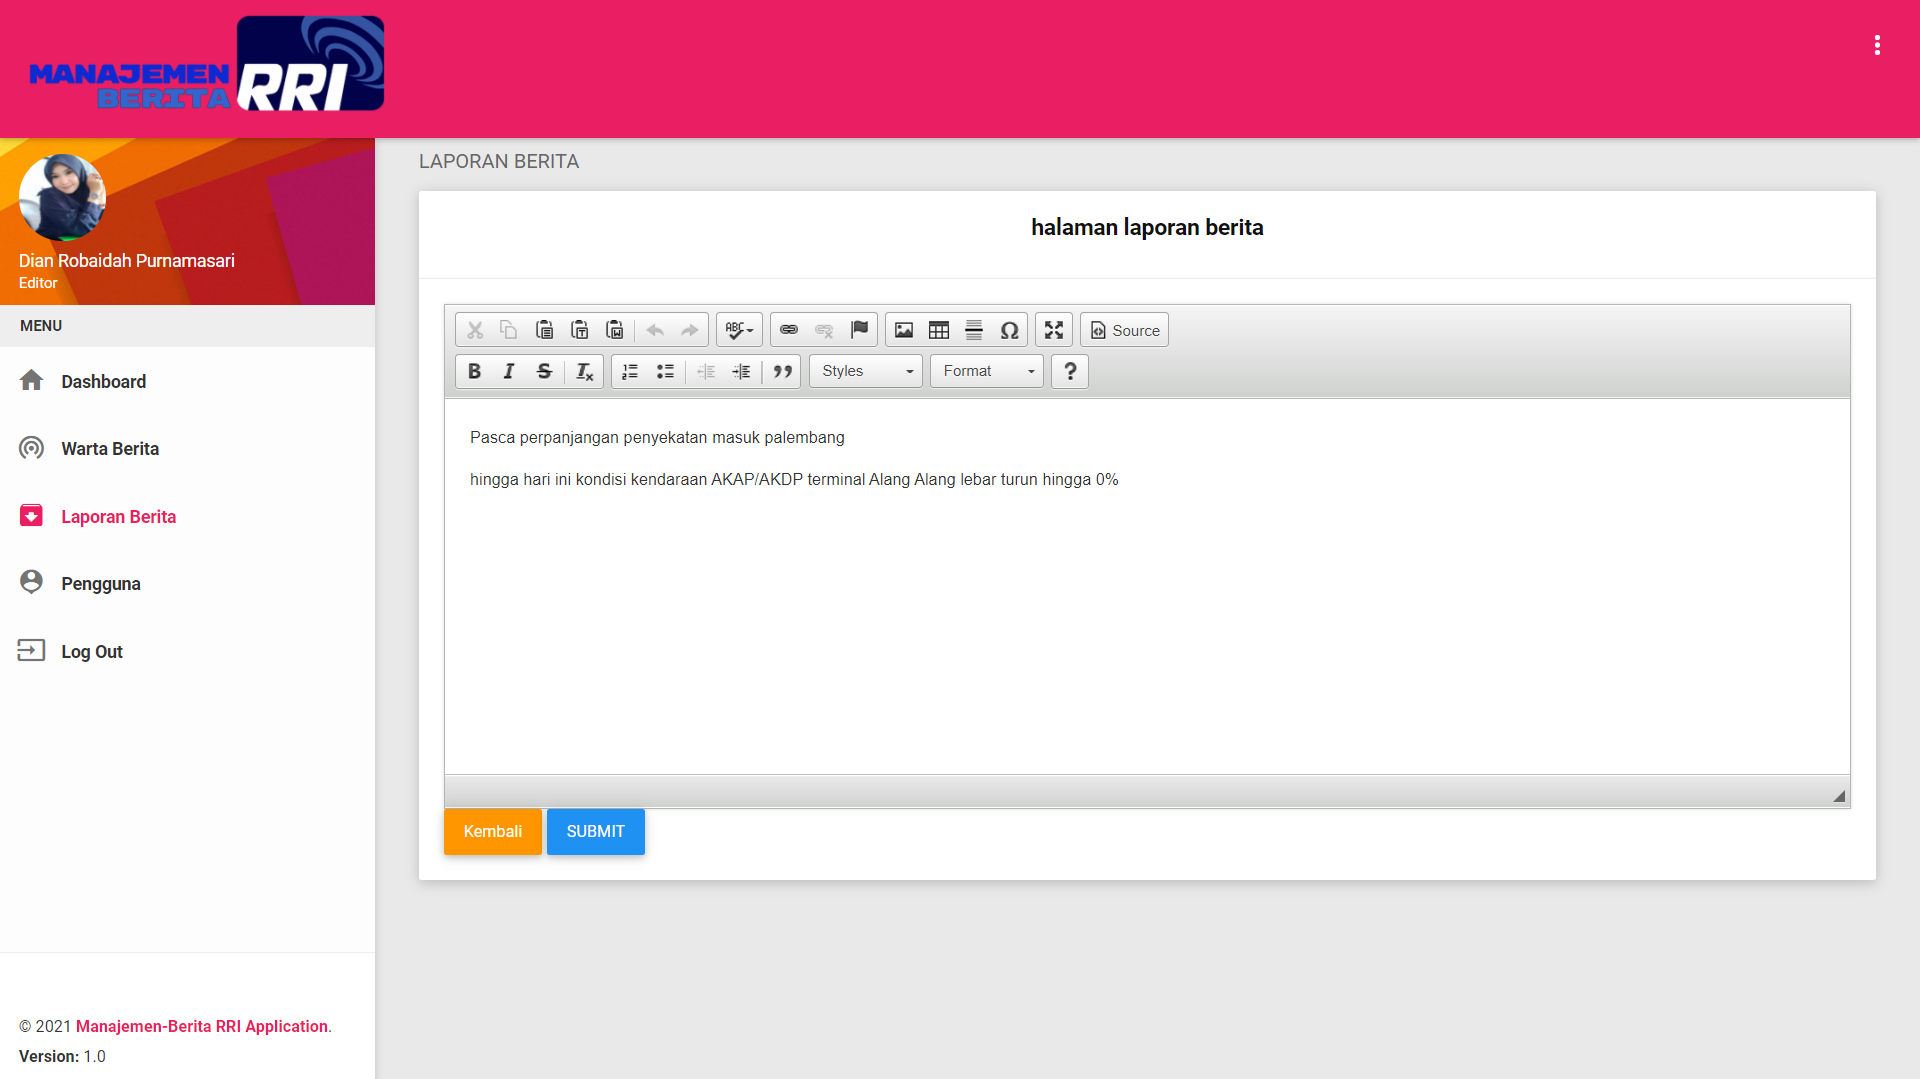 MANAJEMEN
BERITA
RRI
Dian Robaidah Purnamasari
Editor
MENU
Dashboard
Warta Berita
Laporan Berita
Pengguna
Log Out
© 2021 Manajemen-Berita RRI Application.
Version: 1.0
LAPORAN BERITA
halaman laporan berita
ABC
Source
Styles
Format
Pasca perpanjangan penyekatan masuk palembang
hingga hari ini kondisi kendaraan AKAP/AKDP terminal Alang Alang lebar turun hingga 0%
Kembali
SUBMIT